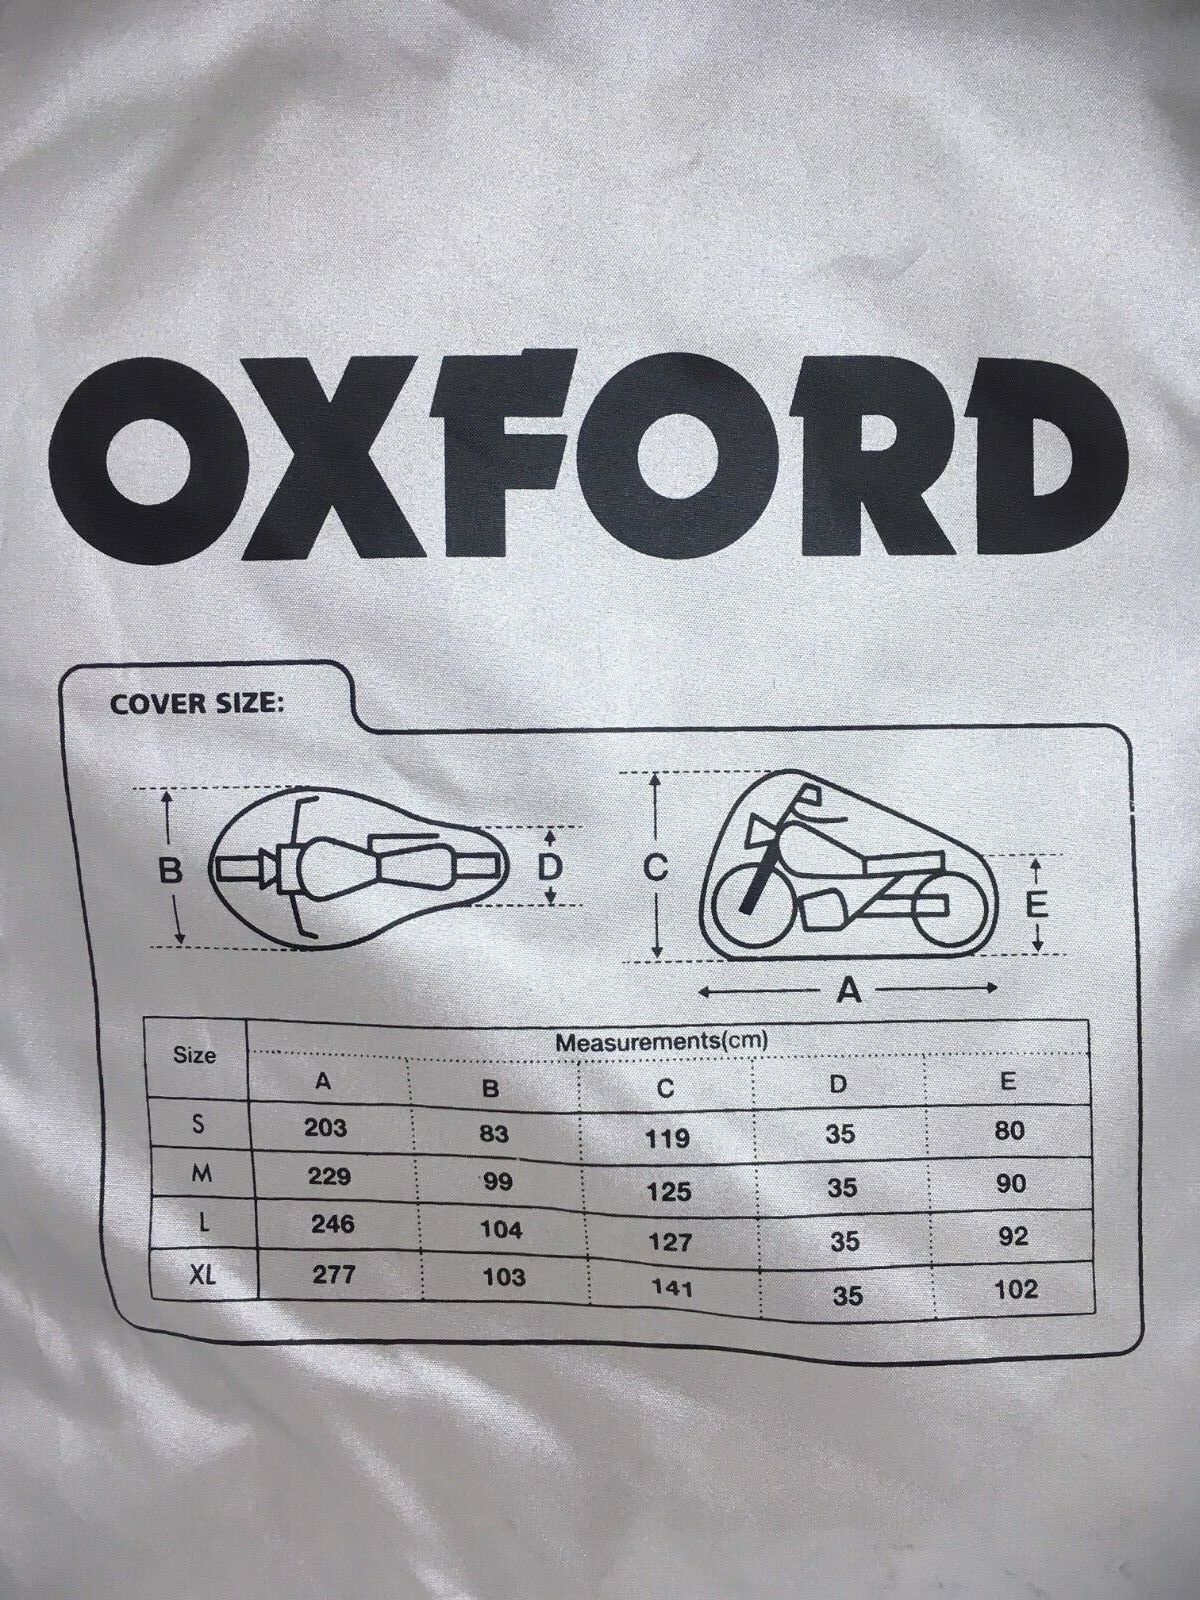 OXFORD
COVER SIZE:
B D C E
A
Size Measurements(cm)
A B C D E
S 203 83 119 35 80
M 229 99 125 35 90
L 246 104 127 35 92
XL 277 103 141 35 102